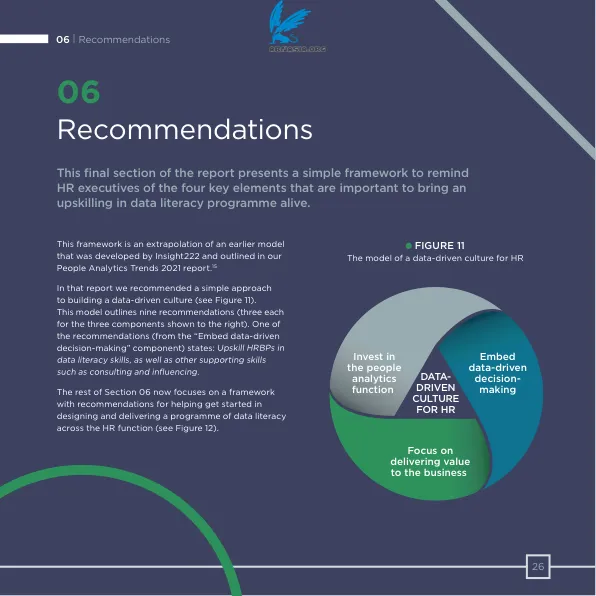 06 | Recommendations
HRFORSIR.ORG
06
Recommendations
This final section of the report presents a simple framework to remind
HR executives of the four key elements that are important to bring an
upskilling in data literacy programme alive.
This framework is an extrapolation of an earlier model
that was developed by Insight222 and outlined in our
People Analytics Trends 2021 report.¹⁵
In that report we recommended a simple approach
to building a data-driven culture (see Figure 11).
This model outlines nine recommendations (three each
for the three components shown to the right). One of
the recommendations (from the “Embed data-driven
decision-making” component) states: Upskill HRBPs in
data literacy skills, as well as other supporting skills
such as consulting and influencing.
The rest of Section 06 now focuses on a framework
with recommendations for helping get started in
designing and delivering a programme of data literacy
across the HR function (see Figure 12).
FIGURE 11
The model of a data-driven culture for HR
Invest in
the people
analytics
function
Embed
data-driven
decision-
making
DATA-
DRIVEN
CULTURE
FOR HR
Focus on
delivering value
to the business
26